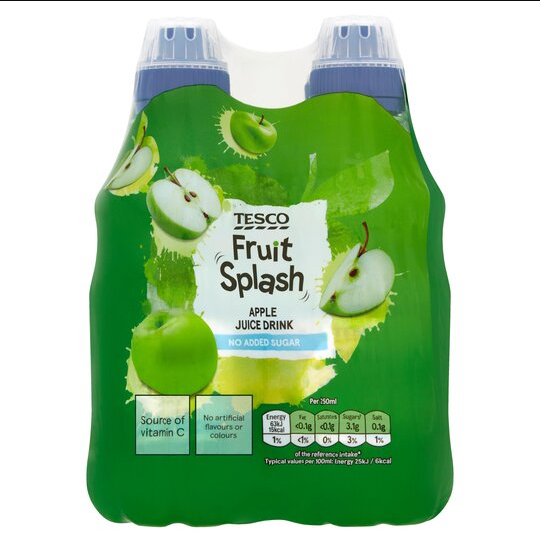 TESCO
Fruit
Splash
APPLE
JUICE DRINK
NO ADDED SUGAR
Source of
vitamin C
No artificial
flavours or
colours
Per 250ml
Energy Fat Saturates Sugars Salt
63kJ <0.1g <0.1g 3.1g 0.1g
15kcal
1% <1% 0% 3% 1%
of the reference intake*
Typical values per 100ml: Energy 25kJ / 6kcal